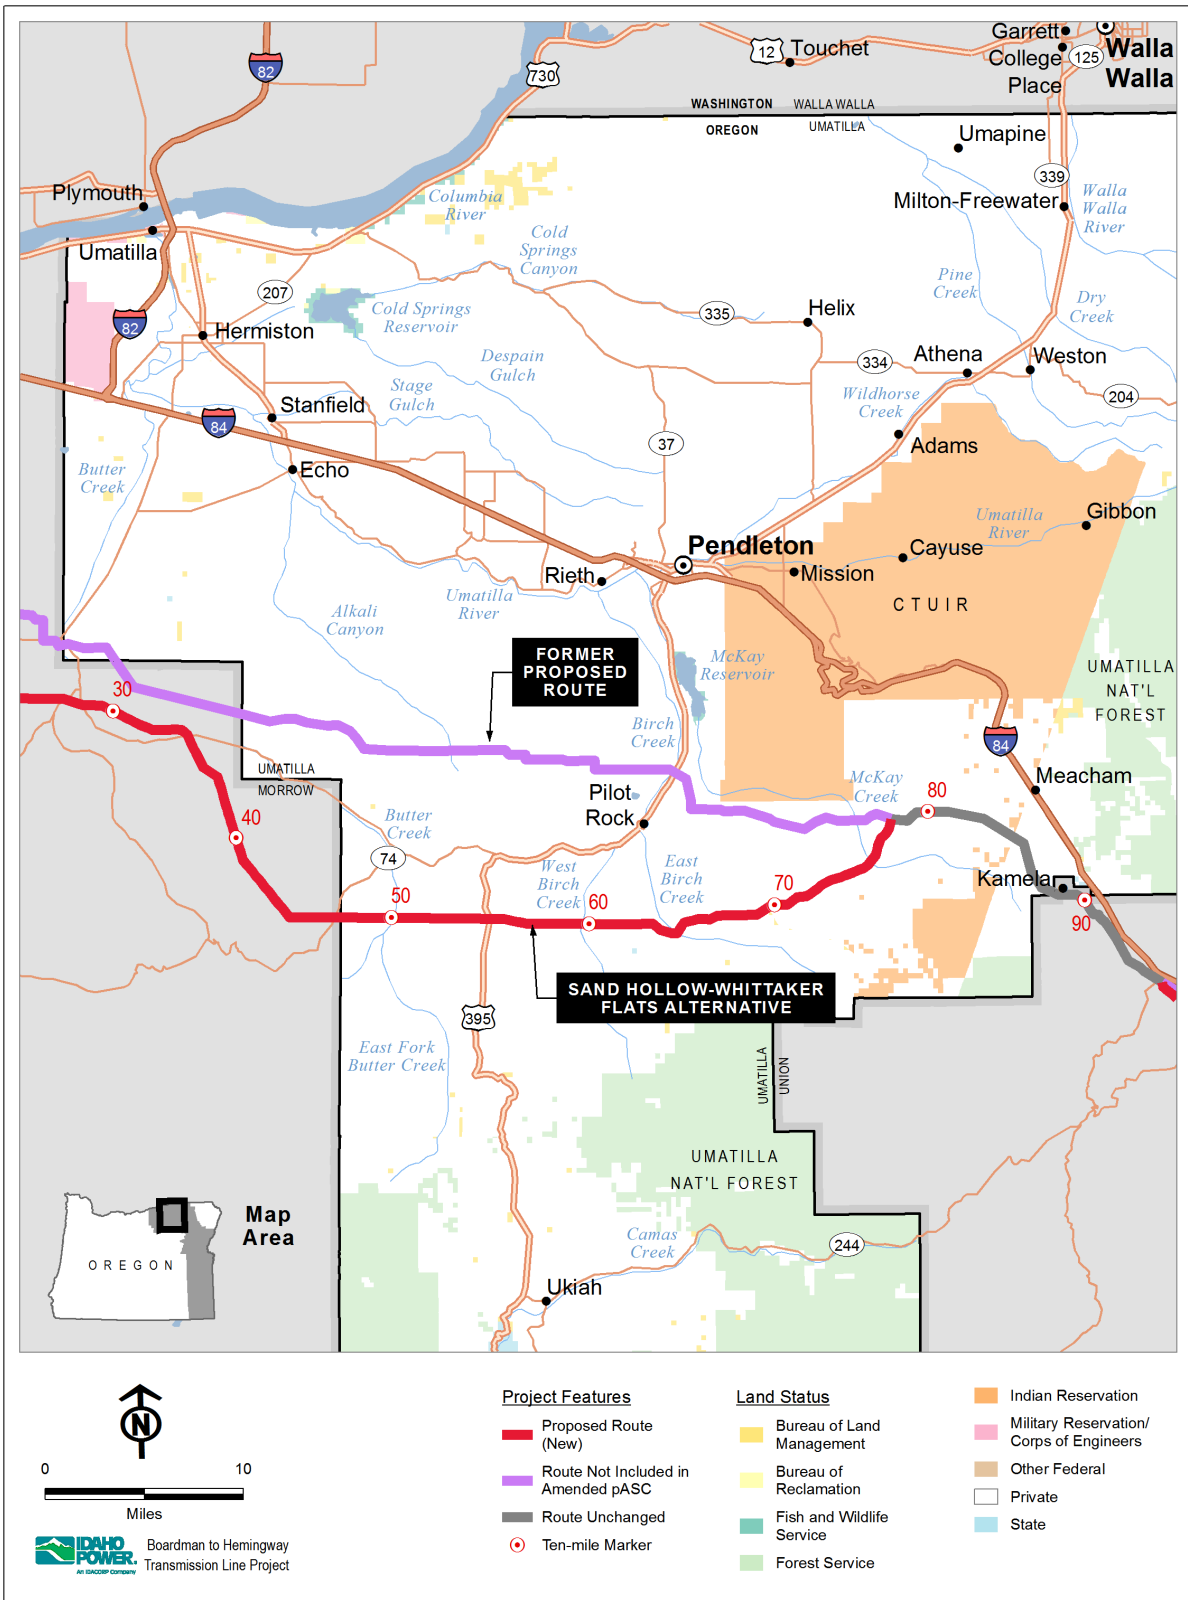 Garrett
College
Place
125
Walla
Walla
12
Touchet
82
730
WASHINGTON
WALLA WALLA
OREGON
UMATILLA
Umapine
339
Plymouth
Columbia
River
Milton-Freewater
Walla
Walla
River
Umatilla
Cold
Springs
Canyon
Pine
Creek
207
Cold Springs
Reservoir
335
Helix
Dry
Creek
82
Hermiston
Despain
Gulch
334
Athena
Weston
Stage
Gulch
Wildhorse
Creek
204
Stanfield
84
37
Adams
Butter
Creek
Echo
Umatilla
River
Gibbon
Pendleton
Cayuse
Rieth
Mission
Umatilla
River
CTUIR
Alkali
Canyon
FORMER
PROPOSED
ROUTE
McKay
Reservoir
UMATILLA
NAT'L
FOREST
30
Birch
Creek
84
UMATILLA
MORROW
McKay
Creek
Meacham
Pilot
Rock
80
40
Butter
Creek
74
West
Birch
Creek
East
Birch
Creek
70
Kamela
50
60
90
SAND HOLLOW-WHITTAKER
FLATS ALTERNATIVE
395
East Fork
Butter Creek
UMATILLA
UNION
UMATILLA
NAT'L FOREST
Map
Area
OREGON
Camas
Creek
244
Ukiah
N
0 10
Miles
IDAHO
POWER.
An IDACORP Company
Boardman to Hemingway
Transmission Line Project
Project Features
Proposed Route
(New)
Route Not Included in
Amended pASC
Route Unchanged
Ten-mile Marker
Land Status
Bureau of Land
Management
Bureau of
Reclamation
Fish and Wildlife
Service
Forest Service
Indian Reservation
Military Reservation/
Corps of Engineers
Other Federal
Private
State